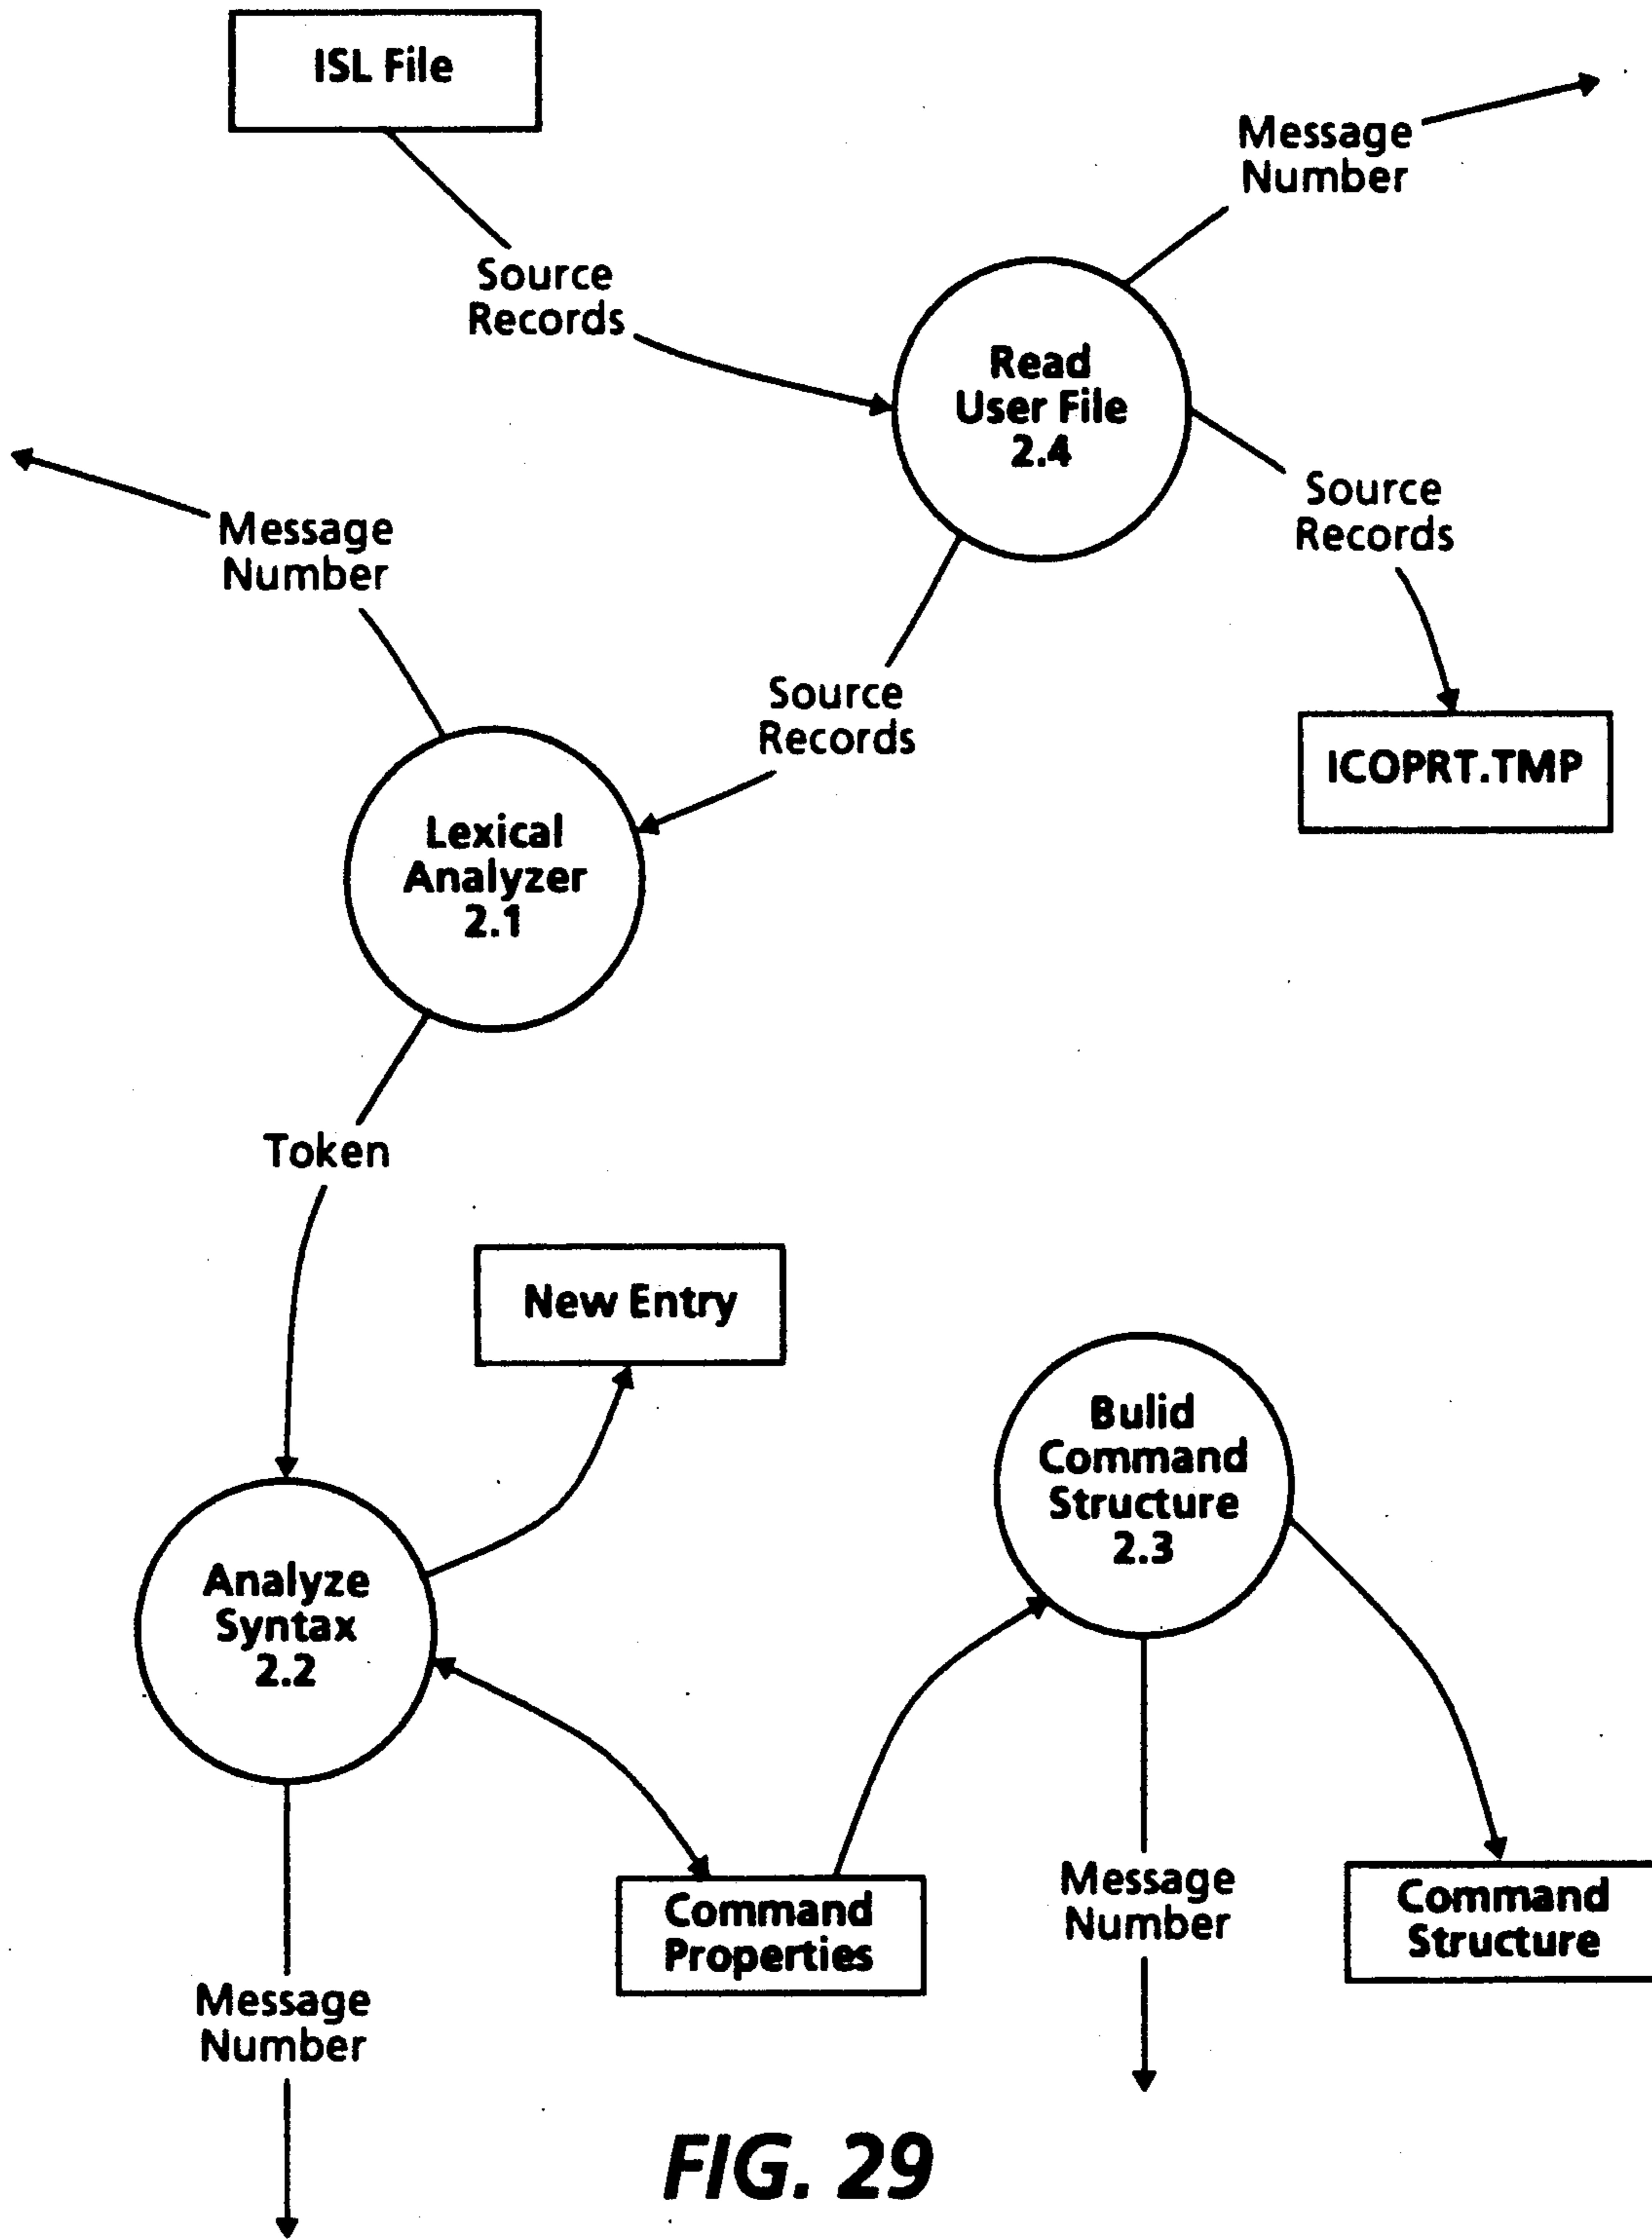 ISL File
Message
Number
Source
Records
Read
User File
2.4
Source
Records
Message
Number
Source
Records
ICOPRT.TMP
Lexical
Analyzer
2.1
Token
New Entry
Bulid
Command
Structure
2.3
Analyze
Syntax
2.2
Command
Properties
Message
Number
Command
Structure
Message
Number
FIG. 29